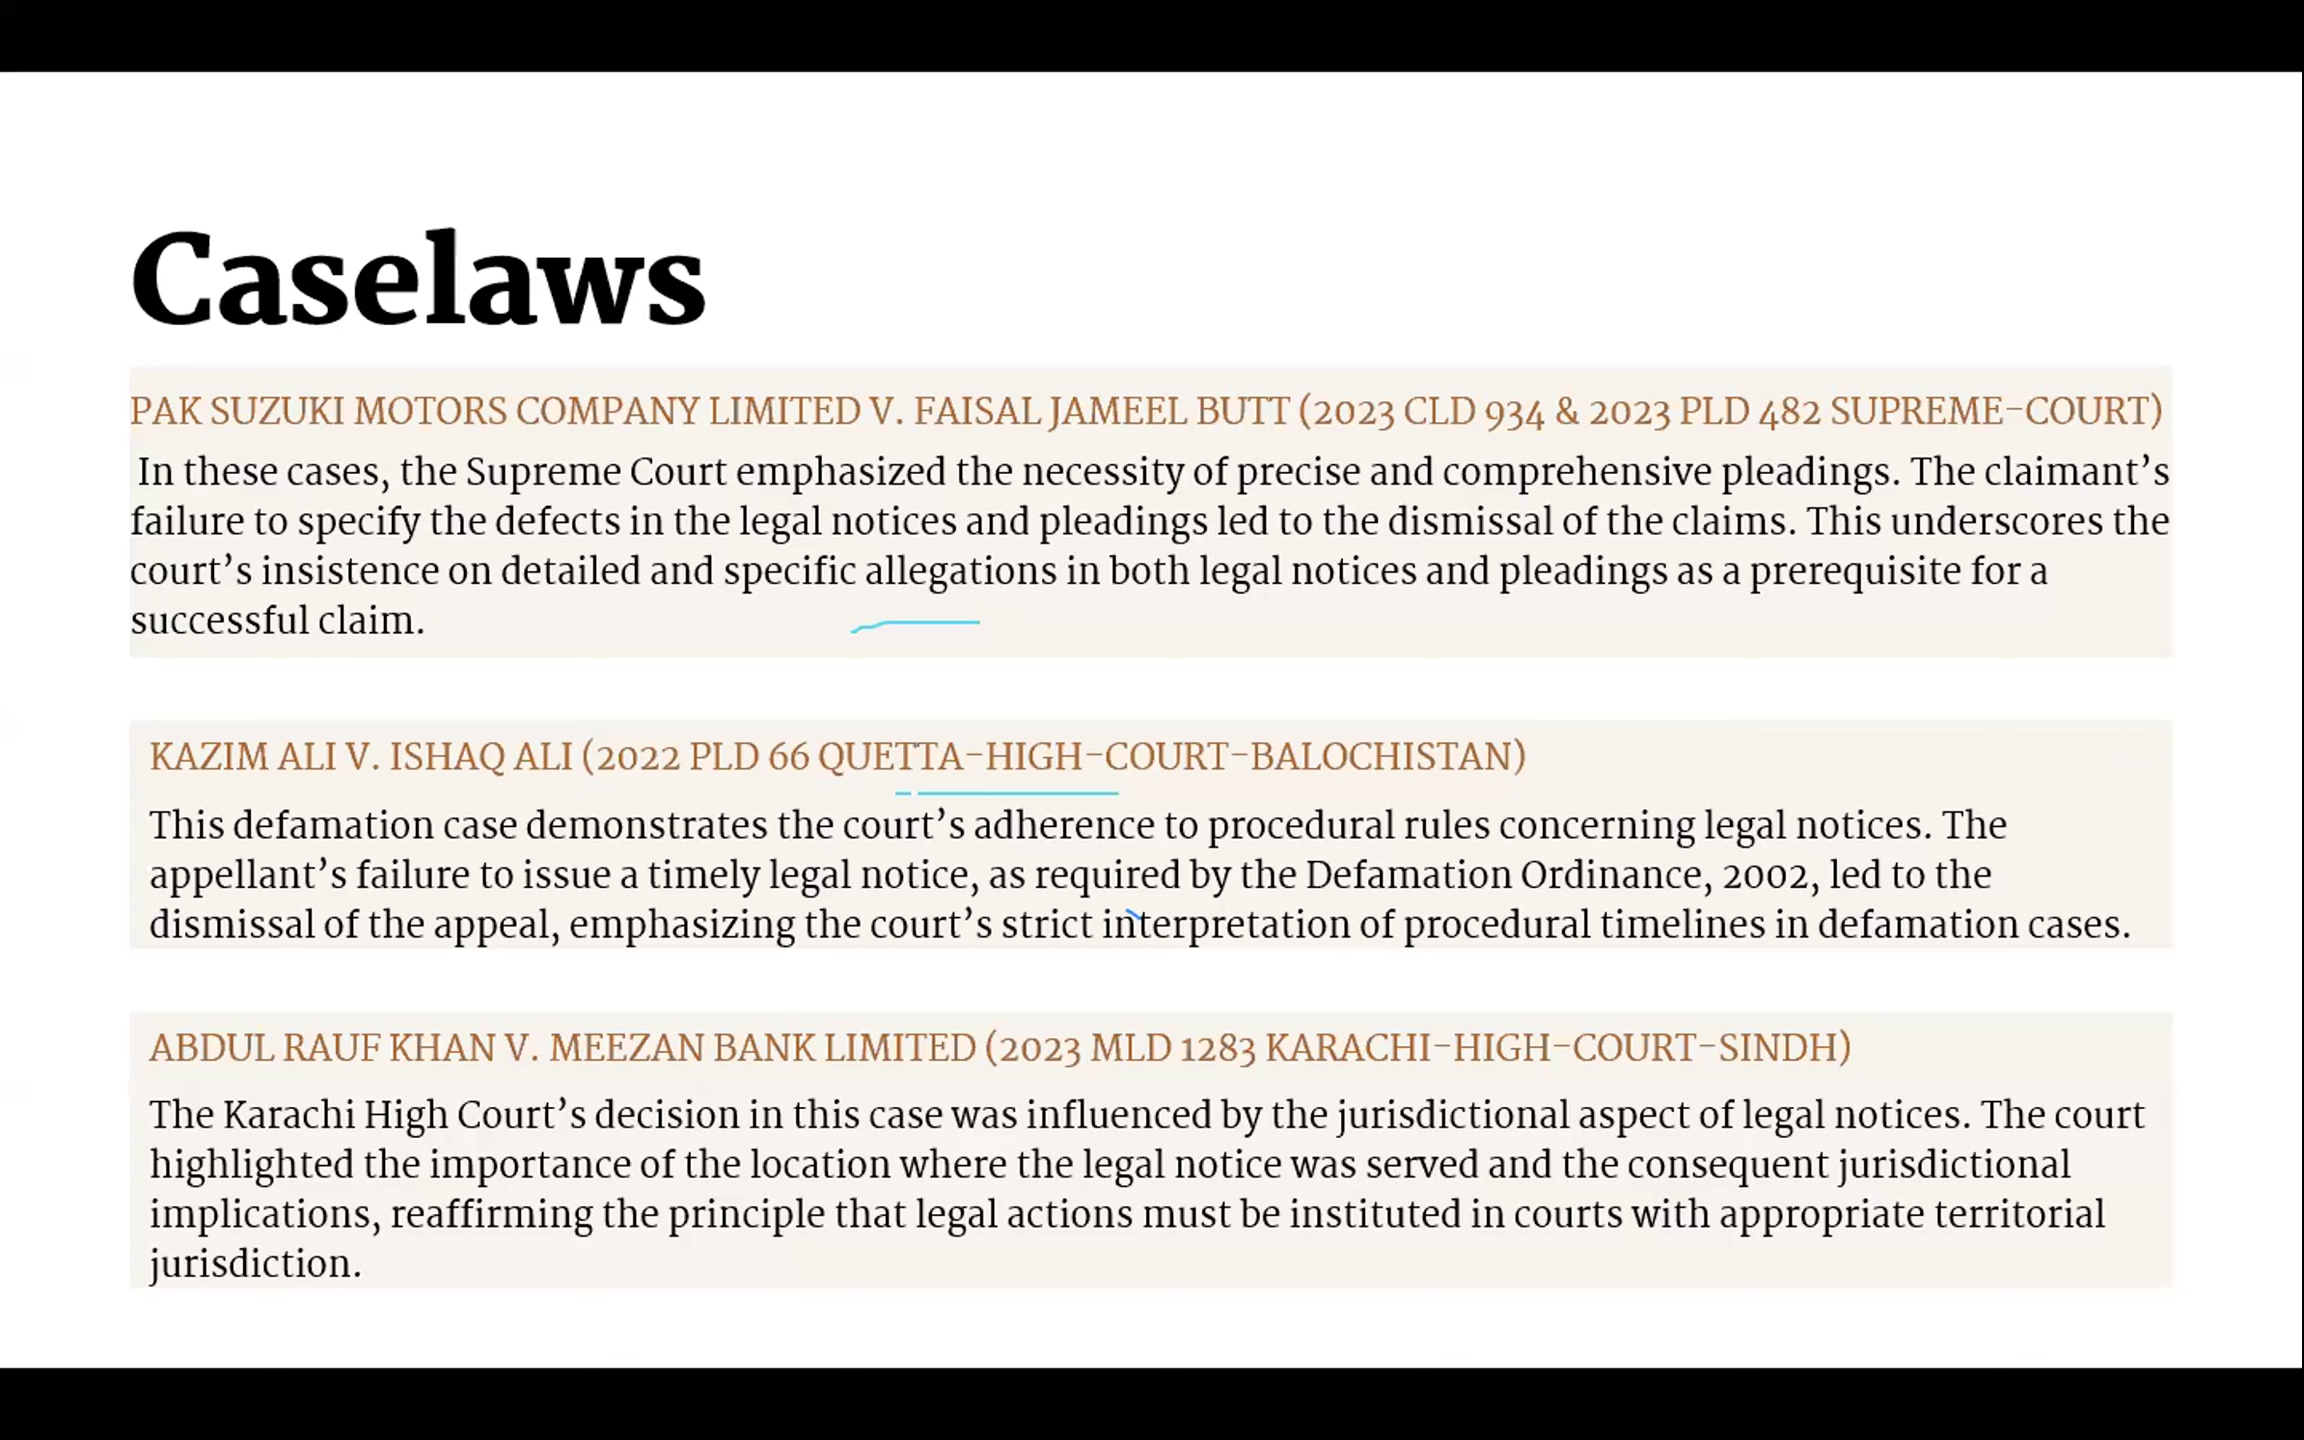 Caselaws
PAK SUZUKI MOTORS COMPANY LIMITED V. FAISAL JAMEEL BUTT (2023 CLD 934 & 2023 PLD 482 SUPREME-COURT)
In these cases, the Supreme Court emphasized the necessity of precise and comprehensive pleadings. The claimant’s
failure to specify the defects in the legal notices and pleadings led to the dismissal of the claims. This underscores the
court’s insistence on detailed and specific allegations in both legal notices and pleadings as a prerequisite for a
successful claim.
KAZIM ALI V. ISHAQ ALI (2022 PLD 66 QUETTA-HIGH-COURT-BALOCHISTAN)
This defamation case demonstrates the court’s adherence to procedural rules concerning legal notices. The
appellant’s failure to issue a timely legal notice, as required by the Defamation Ordinance, 2002, led to the
dismissal of the appeal, emphasizing the court’s strict interpretation of procedural timelines in defamation cases.
ABDUL RAUF KHAN V. MEEZAN BANK LIMITED (2023 MLD 1283 KARACHI-HIGH-COURT-SINDH)
The Karachi High Court’s decision in this case was influenced by the jurisdictional aspect of legal notices. The court
highlighted the importance of the location where the legal notice was served and the consequent jurisdictional
implications, reaffirming the principle that legal actions must be instituted in courts with appropriate territorial
jurisdiction.